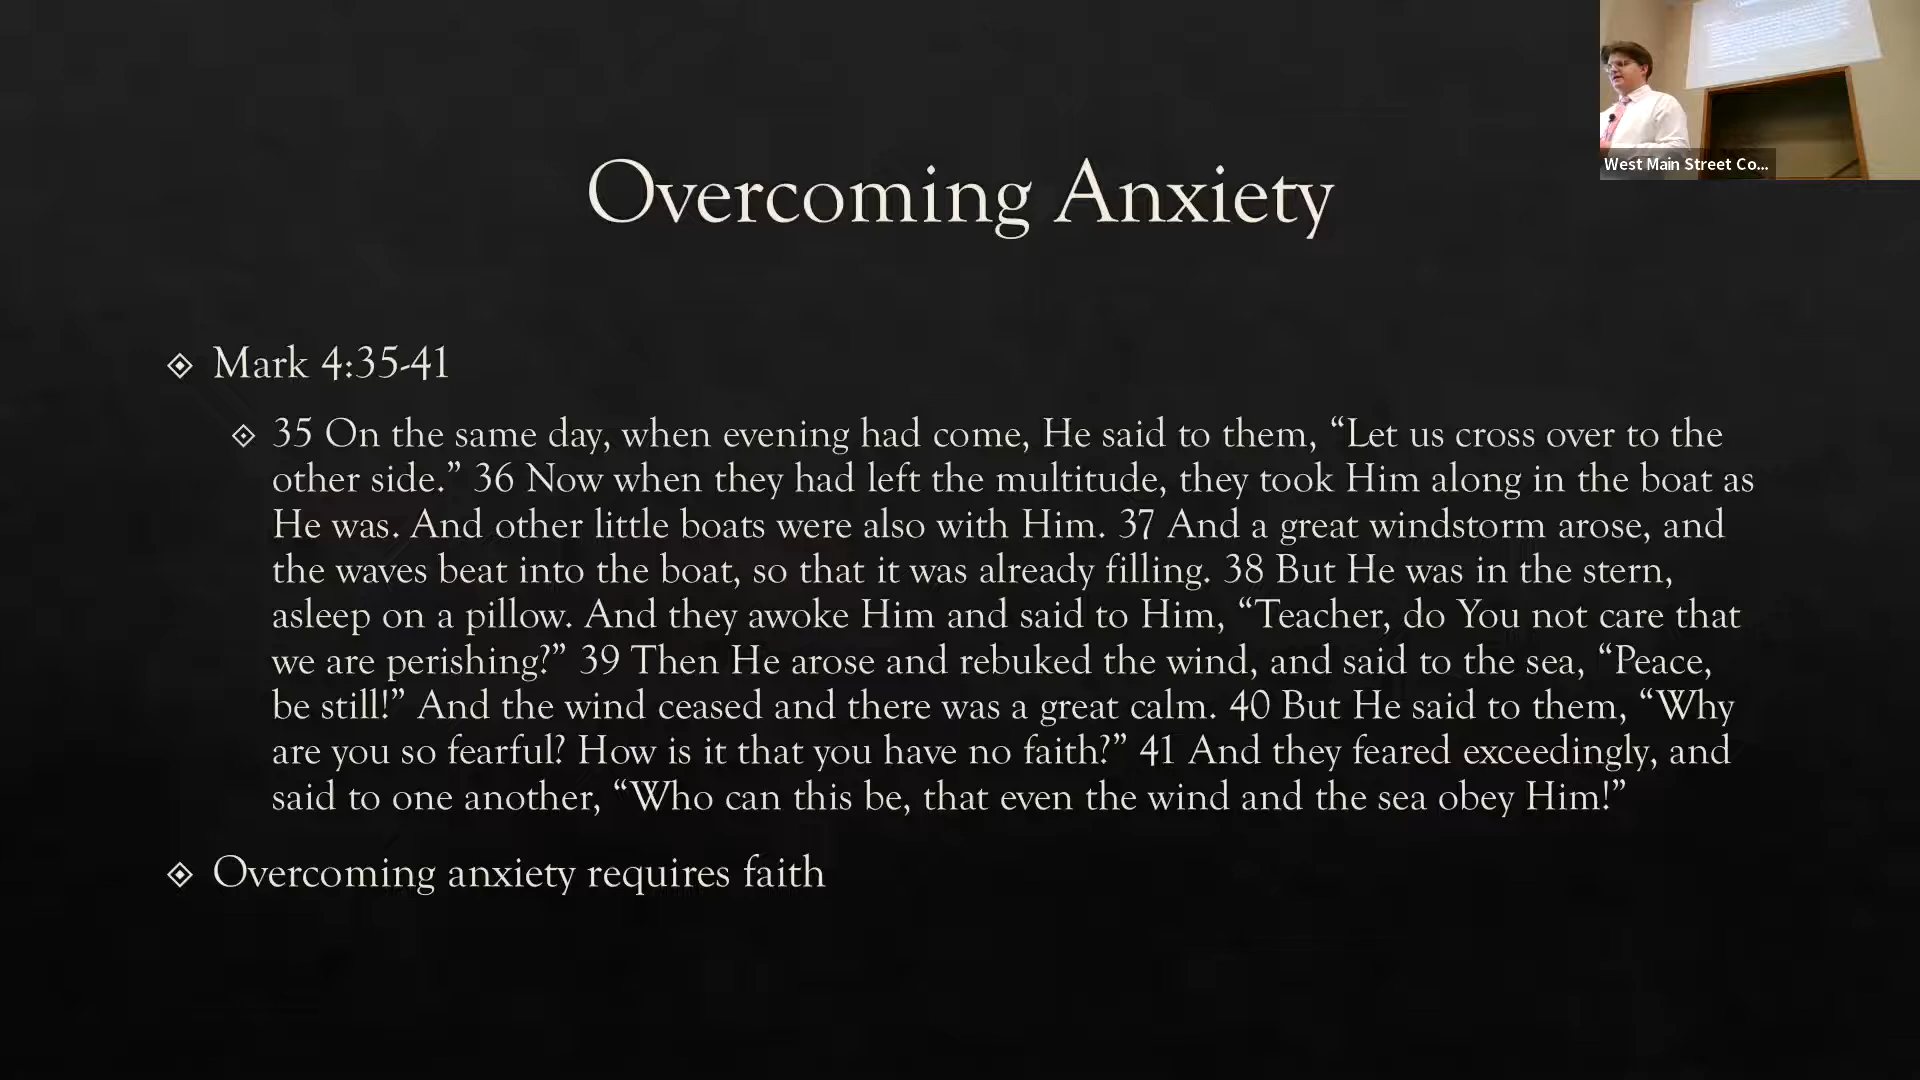 West Main Street Co...
Overcoming Anxiety
Mark 4:35-41
35 On the same day, when evening had come, He said to them, “Let us cross over to the
other side.” 36 Now when they had left the multitude, they took Him along in the boat as
He was. And other little boats were also with Him. 37 And a great windstorm arose, and
the waves beat into the boat, so that it was already filling. 38 But He was in the stern,
asleep on a pillow. And they awoke Him and said to Him, “Teacher, do You not care that
we are perishing?” 39 Then He arose and rebuked the wind, and said to the sea, “Peace,
be still!” And the wind ceased and there was a great calm. 40 But He said to them, “Why
are you so fearful? How is it that you have no faith?” 41 And they feared exceedingly, and
said to one another, “Who can this be, that even the wind and the sea obey Him!”
Overcoming anxiety requires faith